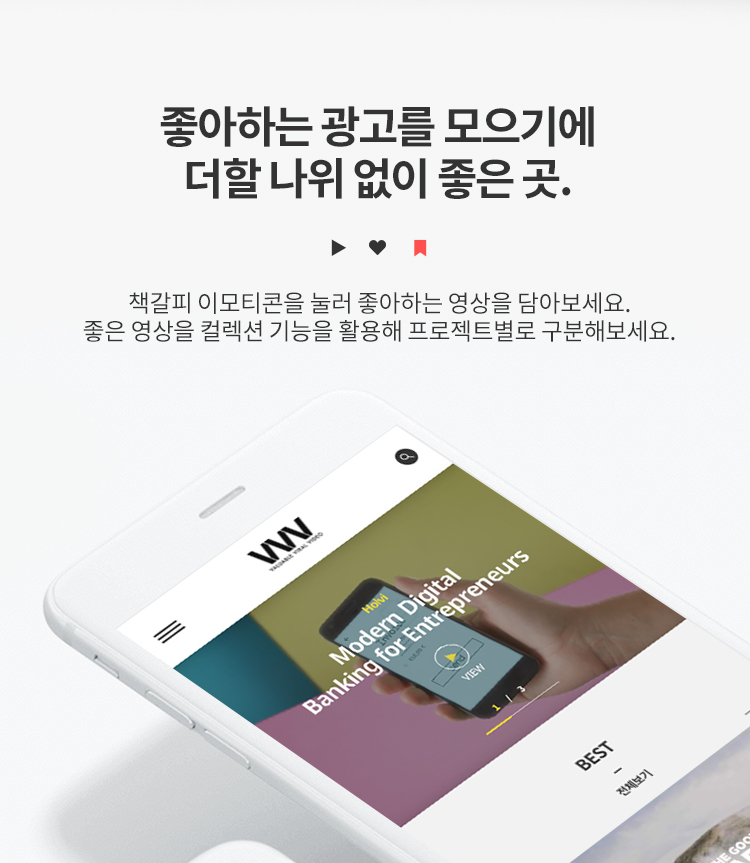 좋아하는 광고를 모으기에
더할 나위 없이 좋은 곳.
책갈피 이모티콘을 눌러 좋아하는 영상을 담아보세요.
좋은 영상을 컬렉션 기능을 활용해 프로젝트별로 구분해보세요.
VVV
VALUABLE VIRAL VIDEO
Holvi
Modern Digital
Banking for Entrepreneurs
VIEW
1 / 3
BEST
전체보기
THE GOO